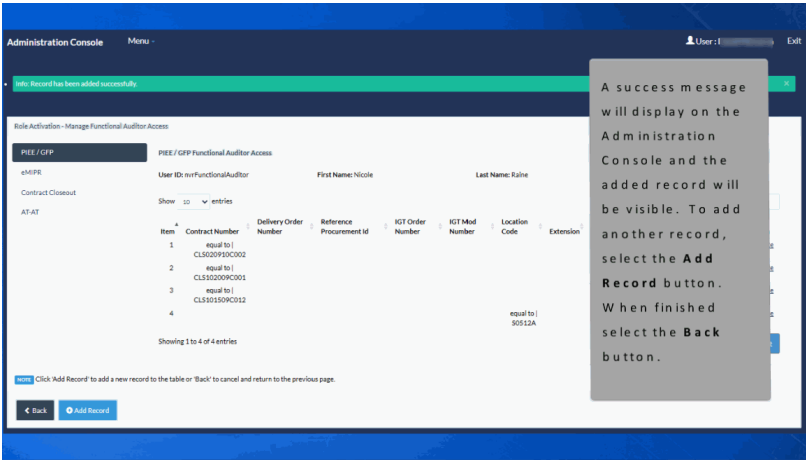 Administration Console Menu User : Exit
Info: Record has been added successfully. x
Role Activation - Manage Functional Auditor Access
PIEE / GFP
eMIPR
Contract Closeout
AT-AT
PIEE / GFP Functional Auditor Access
User ID: nvrFunctionalAuditor First Name: Nicole Last Name: Raine
Show 10 entries
Item Contract Number Delivery Order Number Reference Procurement Id IGT Order Number IGT Mod Number Location Code Extension
1 equal to |
CLS020910C002
2 equal to |
CLS102009C001
3 equal to |
CLS101509C012
4 equal to |
S0512A
Showing 1 to 4 of 4 entries
NOTE Click 'Add Record' to add a new record to the table or 'Back' to cancel and return to the previous page.
Back Add Record
A success message
will display on the
Administration
Console and the
added record will
be visible. To add
another record,
select the Add
Record button.
When finished
select the Back
button.